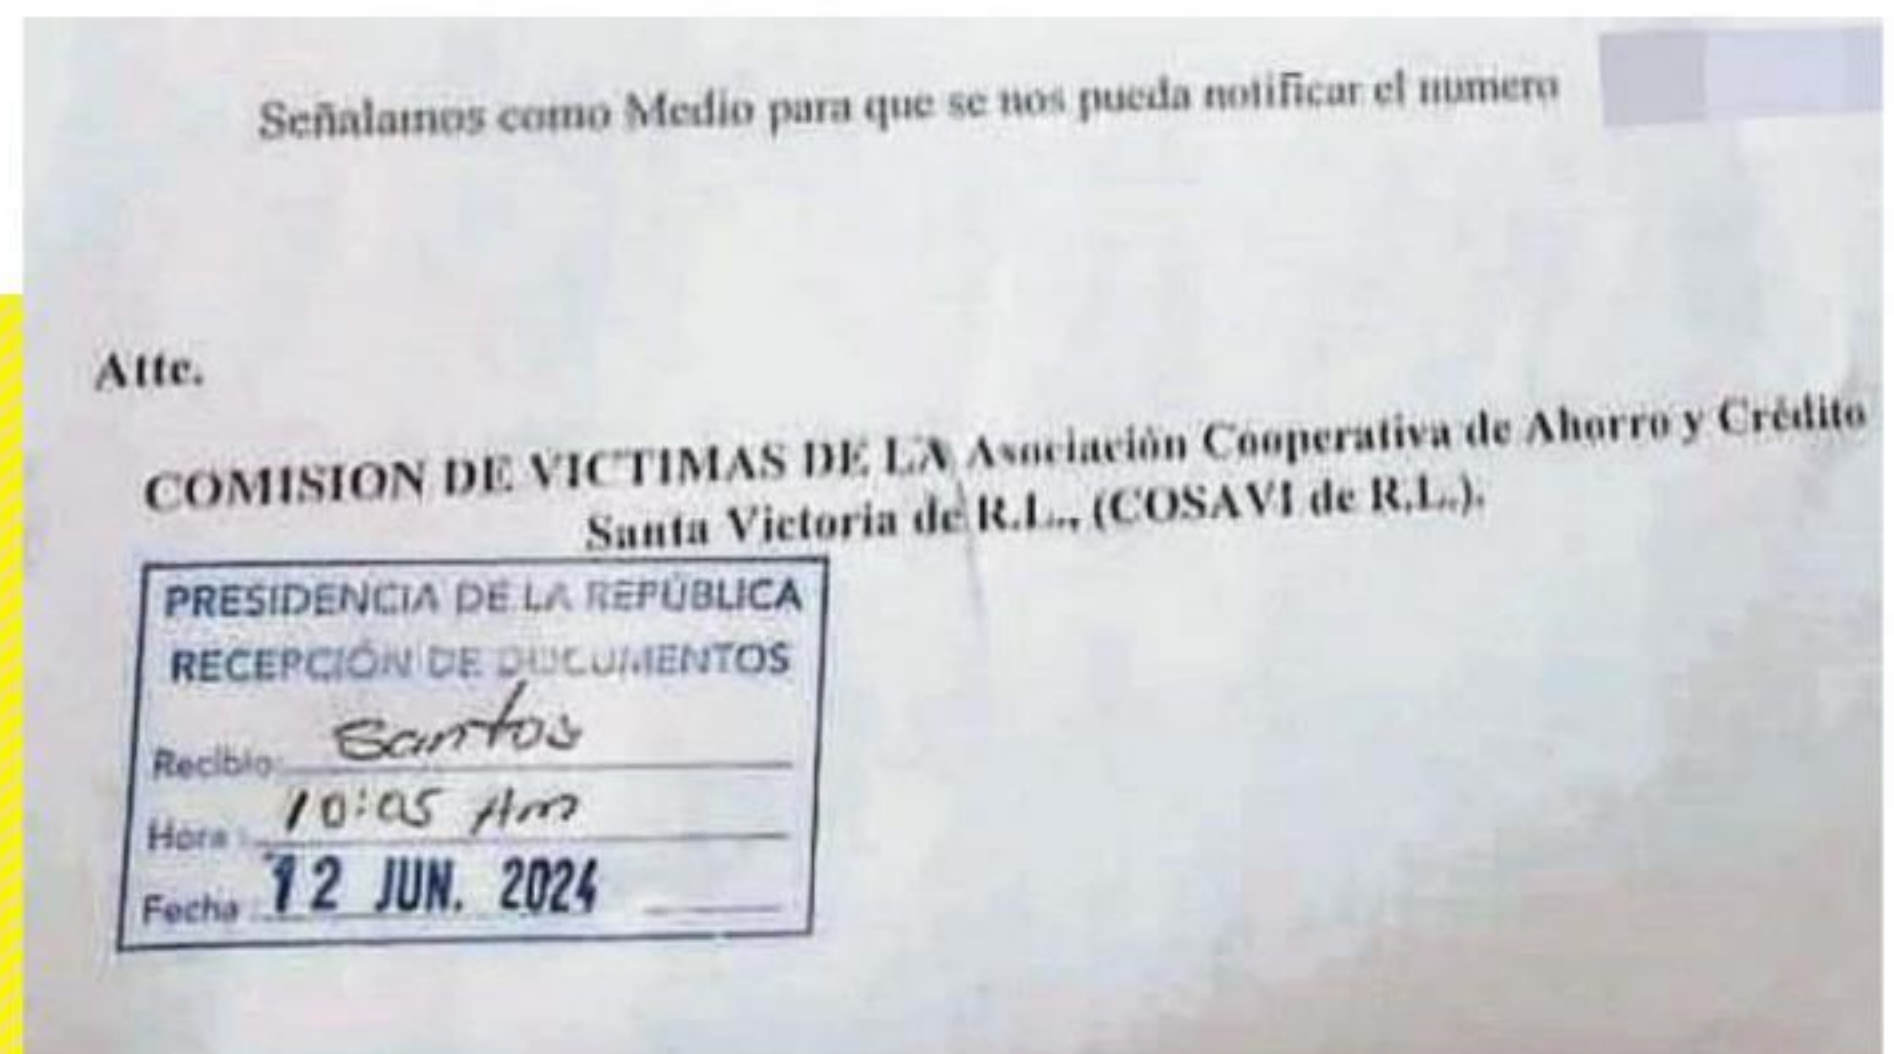 Señalamos como Medio para que se nos pueda notificar el numero
Atte.
COMISION DE VICTIMAS DE LA Asociación Cooperativa de Ahorro y Crédito
Santa Victoria de R.L., (COSAVI de R.L.).
PRESIDENCIA DE LA REPÚBLICA
RECEPCIÓN DE DOCUMENTOS
Recibio: Santos
Hora: 10:05 Am
Fecha: 12 JUN. 2024